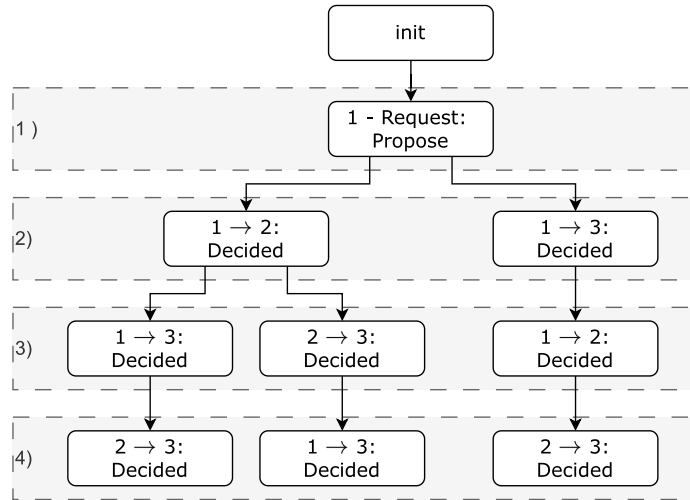 init
1 )
1 - Request:
Propose
2)
1 → 2:
Decided
1 → 3:
Decided
3)
1 → 3:
Decided
2 → 3:
Decided
1 → 2:
Decided
4)
2 → 3:
Decided
1 → 3:
Decided
2 → 3:
Decided